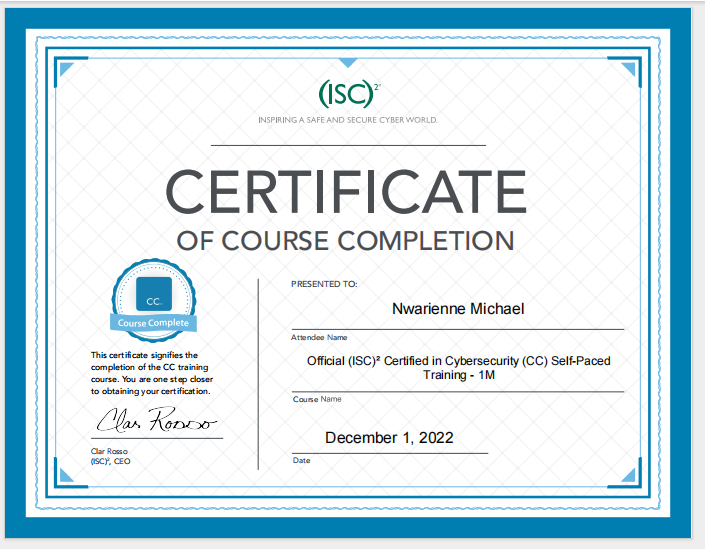 (ISC)²™
INSPIRING A SAFE AND SECURE CYBER WORLD.
CERTIFICATE
OF COURSE COMPLETION
CC™
Course Complete
This certificate signifies the
completion of the CC training
course. You are one step closer
to obtaining your certification.
Clar Rosso
Clar Rosso
(ISC)², CEO
PRESENTED TO:
Nwarienne Michael
Attendee Name
Official (ISC)² Certified in Cybersecurity (CC) Self-Paced
Training - 1M
Course Name
December 1, 2022
Date